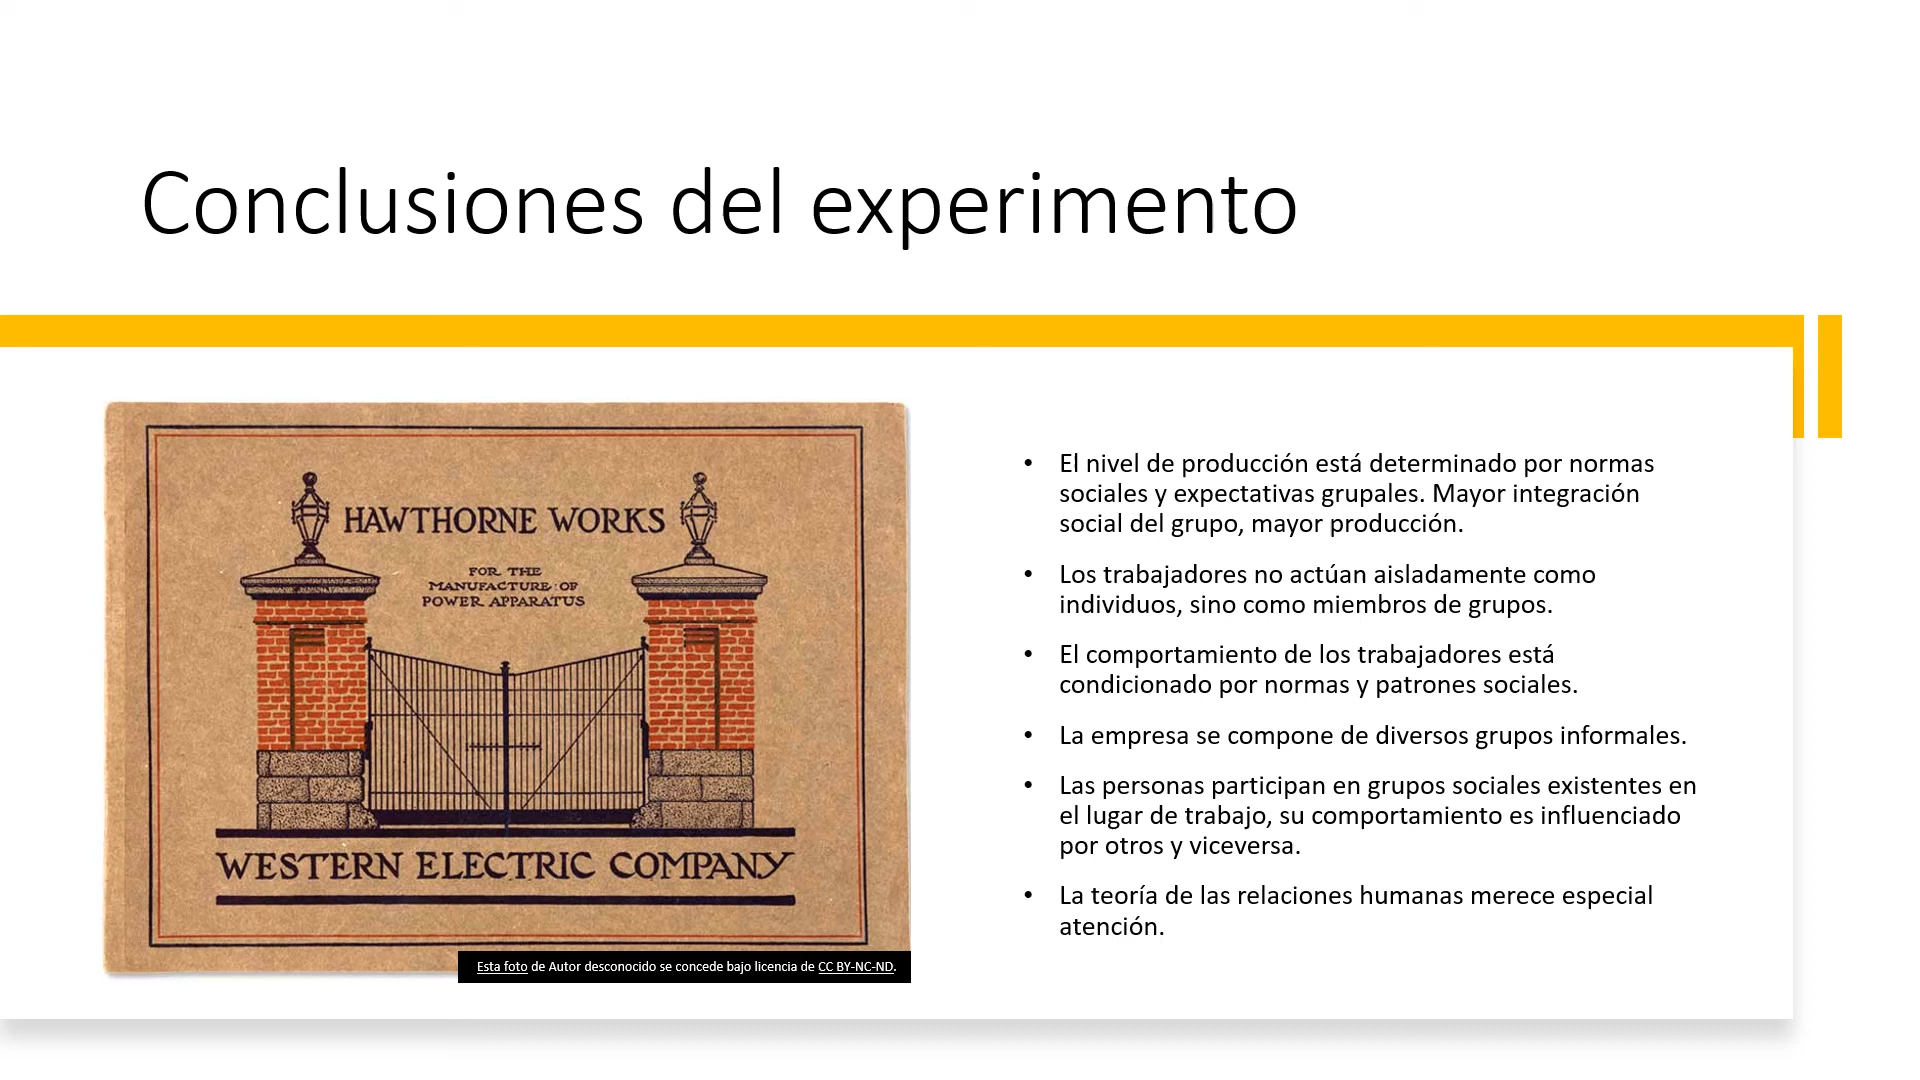 Conclusiones del experimento
HAWTHORNE WORKS
FOR THE
MANUFACTURE OF
POWER APPARATUS
WESTERN ELECTRIC COMPANY
Esta foto de Autor desconocido se concede bajo licencia de CC BY-NC-ND.
• El nivel de producción está determinado por normas
sociales y expectativas grupales. Mayor integración
social del grupo, mayor producción.
• Los trabajadores no actúan aisladamente como
individuos, sino como miembros de grupos.
• El comportamiento de los trabajadores está
condicionado por normas y patrones sociales.
• La empresa se compone de diversos grupos informales.
• Las personas participan en grupos sociales existentes en
el lugar de trabajo, su comportamiento es influenciado
por otros y viceversa.
• La teoría de las relaciones humanas merece especial
atención.